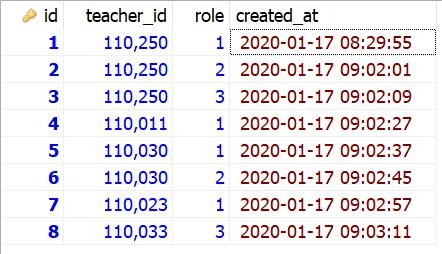 id teacher_id role created_at
1 110,250 1 2020-01-17 08:29:55
2 110,250 2 2020-01-17 09:02:01
3 110,250 3 2020-01-17 09:02:09
4 110,011 1 2020-01-17 09:02:27
5 110,030 1 2020-01-17 09:02:37
6 110,030 2 2020-01-17 09:02:45
7 110,023 1 2020-01-17 09:02:57
8 110,033 3 2020-01-17 09:03:11